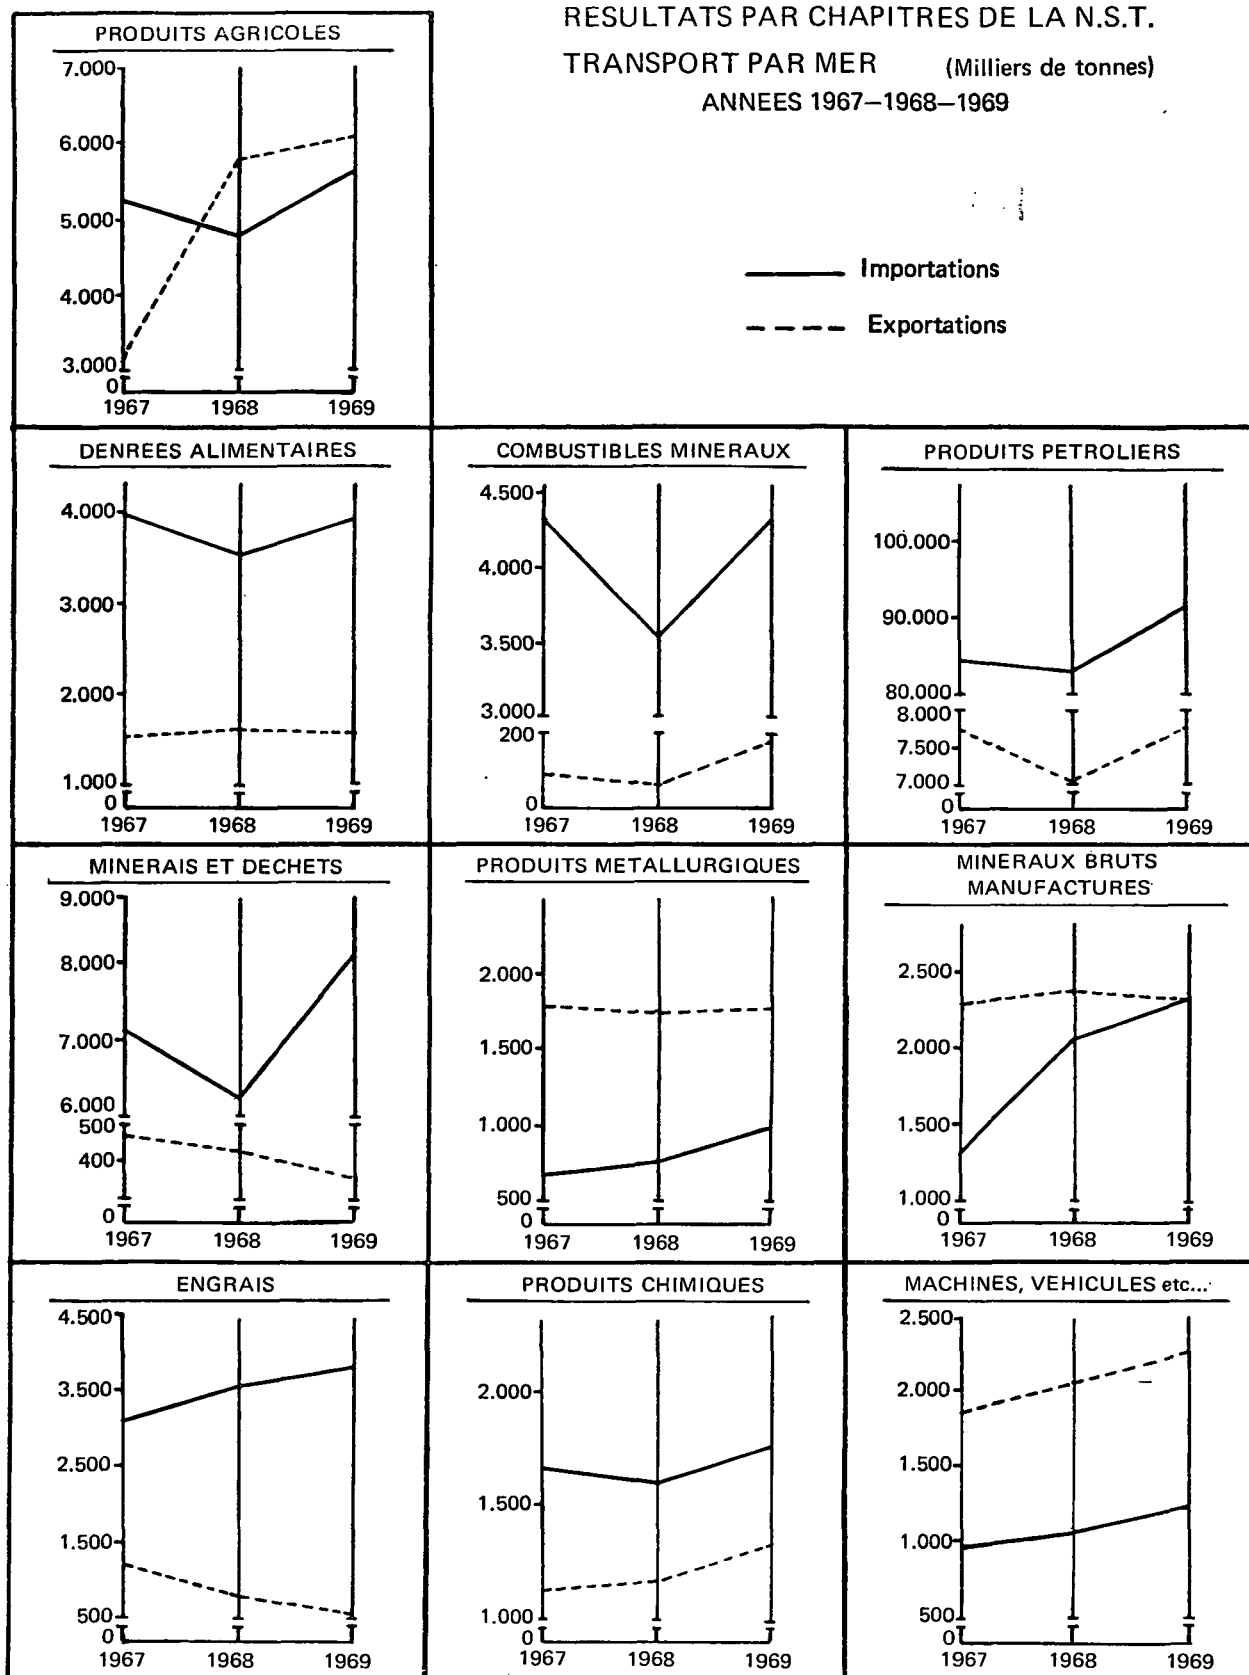 RESULTATS PAR CHAPITRES DE LA N.S.T.
TRANSPORT PAR MER (Milliers de tonnes)
ANNEES 1967–1968–1969
Importations
Exportations
PRODUITS AGRICOLES
7.000
6.000
5.000
4.000
3.000
0
1967 1968 1969
DENREES ALIMENTAIRES
4.000
3.000
2.000
1.000
0
1967 1968 1969
COMBUSTIBLES MINERAUX
4.500
4.000
3.500
3.000
200
0
1967 1968 1969
PRODUITS PETROLIERS
100.000
90.000
80.000
8.000
7.500
7.000
0
1967 1968 1969
MINERAIS ET DECHETS
9.000
8.000
7.000
6.000
500
400
0
1967 1968 1969
PRODUITS METALLURGIQUES
2.000
1.500
1.000
500
0
1967 1968 1969
MINERAUX BRUTS
MANUFACTURES
2.500
2.000
1.500
1.000
0
1967 1968 1969
ENGRAIS
4.500
3.500
2.500
1.500
500
0
1967 1968 1969
PRODUITS CHIMIQUES
2.000
1.500
1.000
0
1967 1968 1969
MACHINES, VEHICULES etc...
2.500
2.000
1.500
1.000
500
0
1967 1968 1969